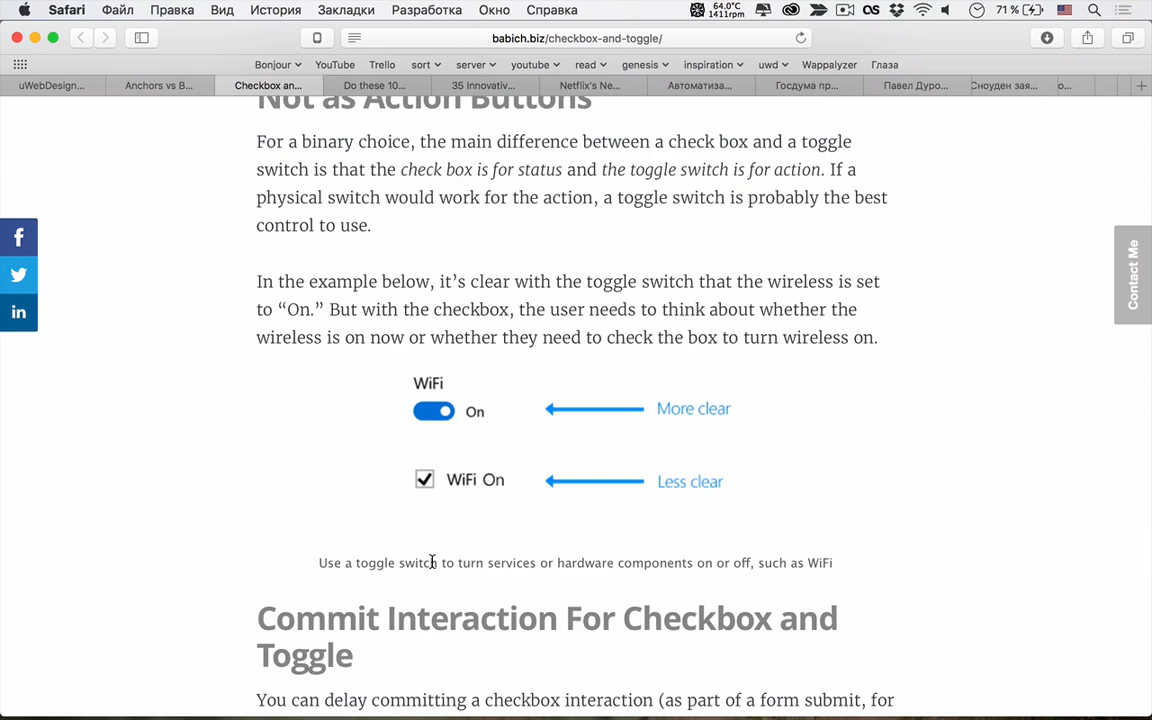 Safari Файл Правка Вид История Закладки Разработка Окно Справка 64.0°C 1411rpm 71 %
babich.biz/checkbox-and-toggle/
Bonjour YouTube Trello sort server youtube read genesis inspiration uwd Wappalyzer Глаза
uWebDesign... Anchors vs B... Checkbox an... Do these 10... 35 Innovativ... Netflix's Ne... Автоматиза... Госдума пр... Павел Дуро... Сноуден зая... о...
Not as Action Buttons
For a binary choice, the main difference between a check box and a toggle
switch is that the check box is for status and the toggle switch is for action. If a
physical switch would work for the action, a toggle switch is probably the best
control to use.
In the example below, it's clear with the toggle switch that the wireless is set
to “On.” But with the checkbox, the user needs to think about whether the
wireless is on now or whether they need to check the box to turn wireless on.
WiFi
On More clear
WiFi On Less clear
Use a toggle switch to turn services or hardware components on or off, such as WiFi
Commit Interaction For Checkbox and
Toggle
You can delay committing a checkbox interaction (as part of a form submit, for
Contact Me